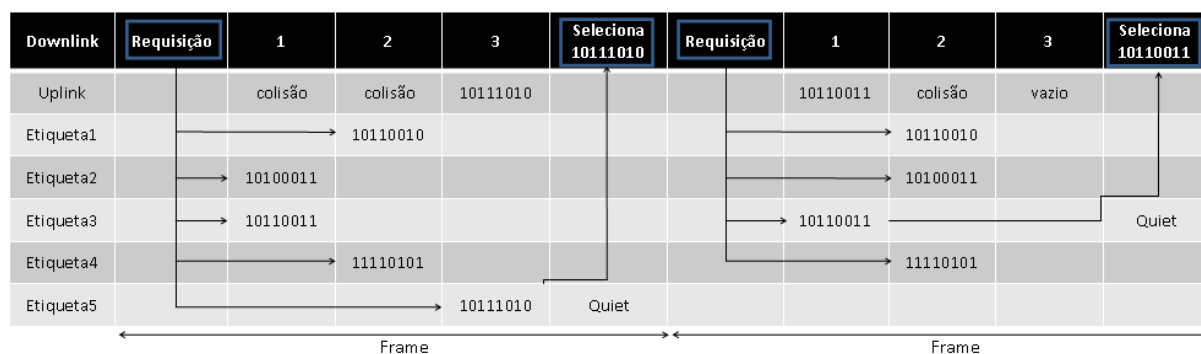 Downlink Requisição 1 2 3 Seleciona 10111010 Requisição 1 2 3 Seleciona 10110011
Uplink colisão colisão 10111010 10110011 colisão vazio
Etiqueta1 10110010 10110010
Etiqueta2 10100011 10100011
Etiqueta3 10110011 10110011 Quiet
Etiqueta4 11110101 11110101
Etiqueta5 10111010 Quiet
Frame Frame